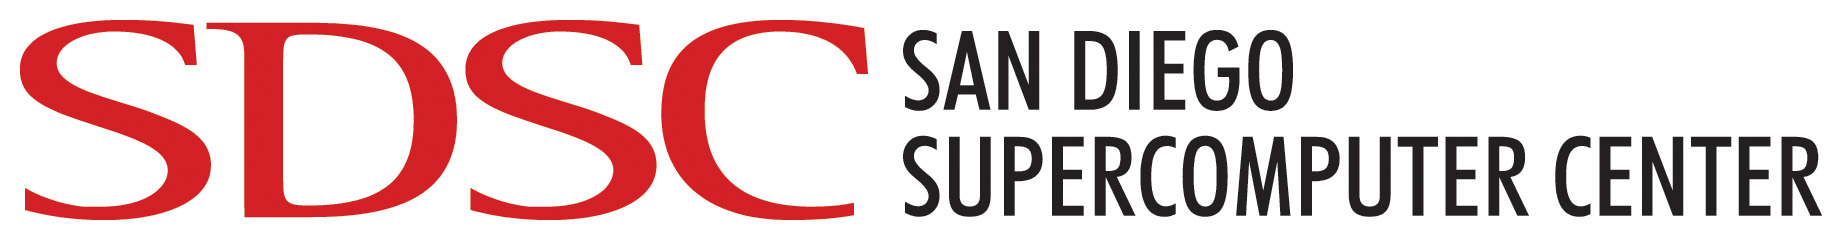 SDSC
SAN DIEGO
SUPERCOMPUTER CENTER